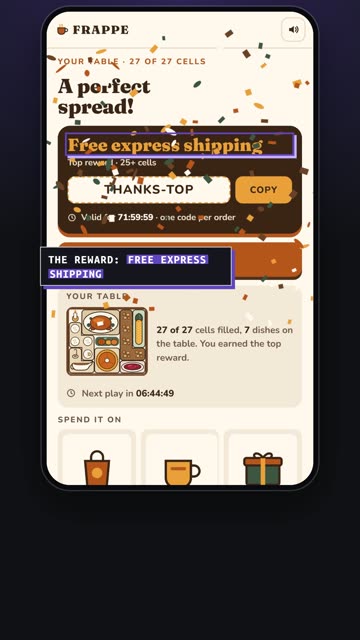 FRAPPE
YOUR TABLE · 27 OF 27 CELLS
A perfect
spread!
Free express shipping
Top reward · 25+ cells
THANKS-TOP
COPY
Valid for 71:59:59 · one code per order
THE REWARD: FREE EXPRESS
SHIPPING
YOUR TABLE
27 of 27 cells filled, 7 dishes on
the table. You earned the top
reward.
Next play in 06:44:49
SPEND IT ON